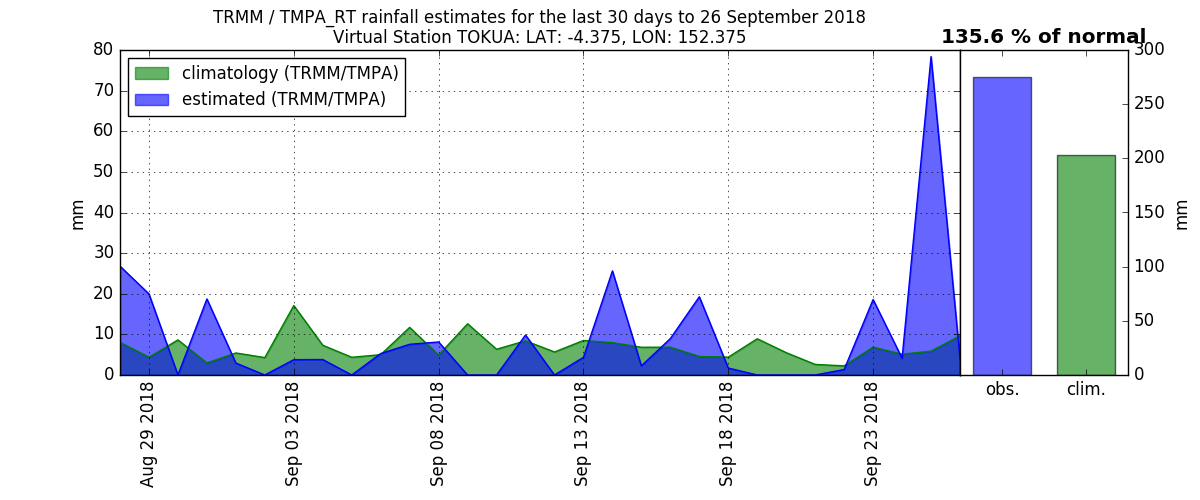 TRMM / TMPA_RT rainfall estimates for the last 30 days to 26 September 2018
Virtual Station TOKUA: LAT: -4.375, LON: 152.375
135.6 % of normal
climatology (TRMM/TMPA)
estimated (TRMM/TMPA)
80
70
60
50
40
30
20
10
0
mm
Aug 29 2018
Sep 03 2018
Sep 08 2018
Sep 13 2018
Sep 18 2018
Sep 23 2018
obs.
clim.
300
250
200
150
100
50
0
mm